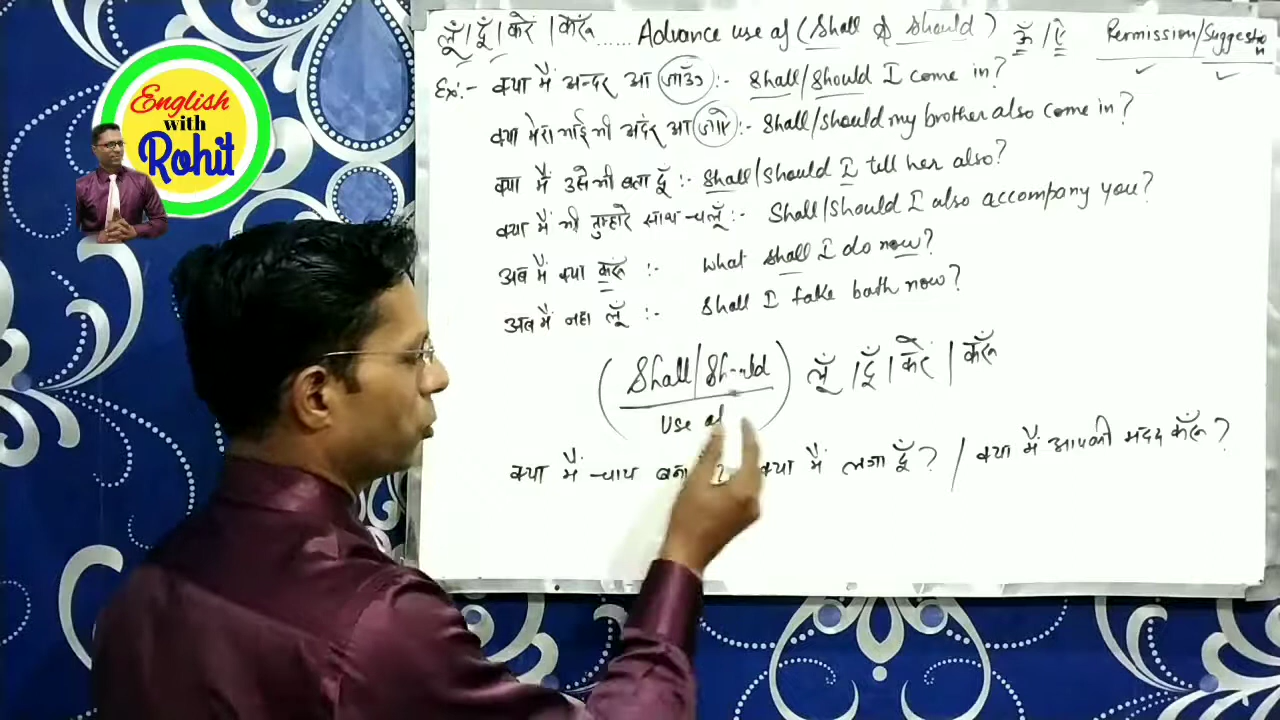 English
with
Rohit
लूँ / दूँ / करें / करूँ ...... Advance use of (Shall & Should) ऊँ / ऐ Permission/Suggestion
Ex:- क्या मैं अन्दर आ जाऊँ :- Shall/Should I come in?
क्या मेरा भाई भी अंदर आ जाये :- Shall/Should my brother also come in?
क्या मैं उसे भी बता दूँ :- Shall/Should I tell her also?
क्या मैं भी तुम्हारे साथ चलूँ :- Shall/Should I also accompany you?
अब मैं क्या करूँ :- What shall I do now?
अब मैं नहा लूँ :- Shall I take bath now?
(Shall/Should) लूँ / दूँ / करें / करूँ
Use of
क्या मैं चाय ? क्या मैं लगा दूँ ? / क्या मैं आपकी मदद करूँ ?